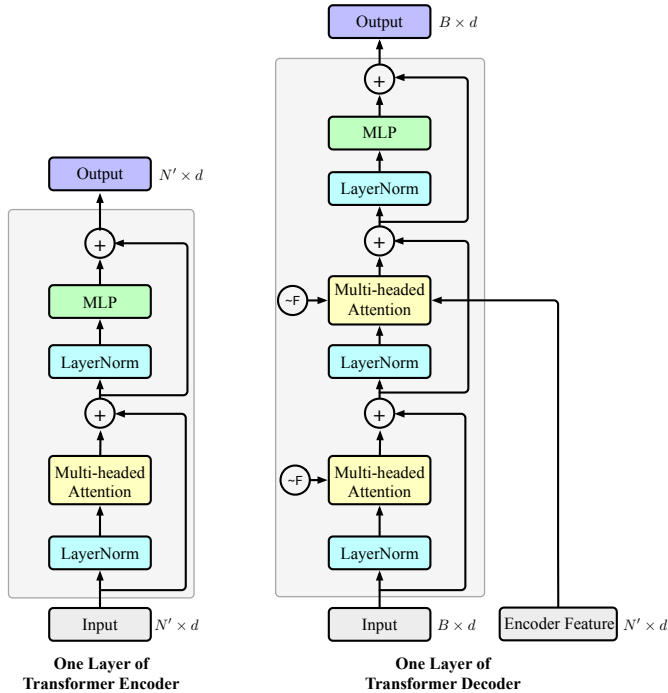 Output N′ × d
+
MLP
LayerNorm
+
Multi-headed
Attention
LayerNorm
Input N′ × d
One Layer of
Transformer Encoder
Output B × d
+
MLP
LayerNorm
+
~F
Multi-headed
Attention
LayerNorm
+
~F
Multi-headed
Attention
LayerNorm
Input B × d
Encoder Feature N′ × d
One Layer of
Transformer Decoder